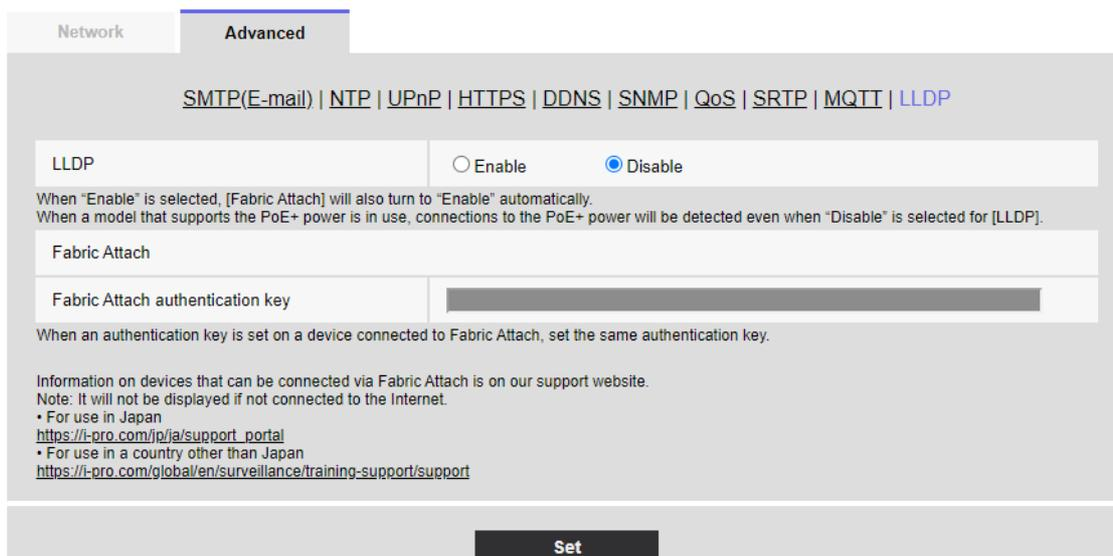 Network
Advanced
SMTP(E-mail) | NTP | UPnP | HTTPS | DDNS | SNMP | QoS | SRTP | MQTT | LLDP
LLDP
Enable
Disable
When “Enable” is selected, [Fabric Attach] will also turn to “Enable” automatically.
When a model that supports the PoE+ power is in use, connections to the PoE+ power will be detected even when “Disable” is selected for [LLDP].
Fabric Attach
Fabric Attach authentication key
When an authentication key is set on a device connected to Fabric Attach, set the same authentication key.
Information on devices that can be connected via Fabric Attach is on our support website.
Note: It will not be displayed if not connected to the Internet.
• For use in Japan
https://i-pro.com/jp/ja/support_portal
• For use in a country other than Japan
https://i-pro.com/global/en/surveillance/training-support/support
Set